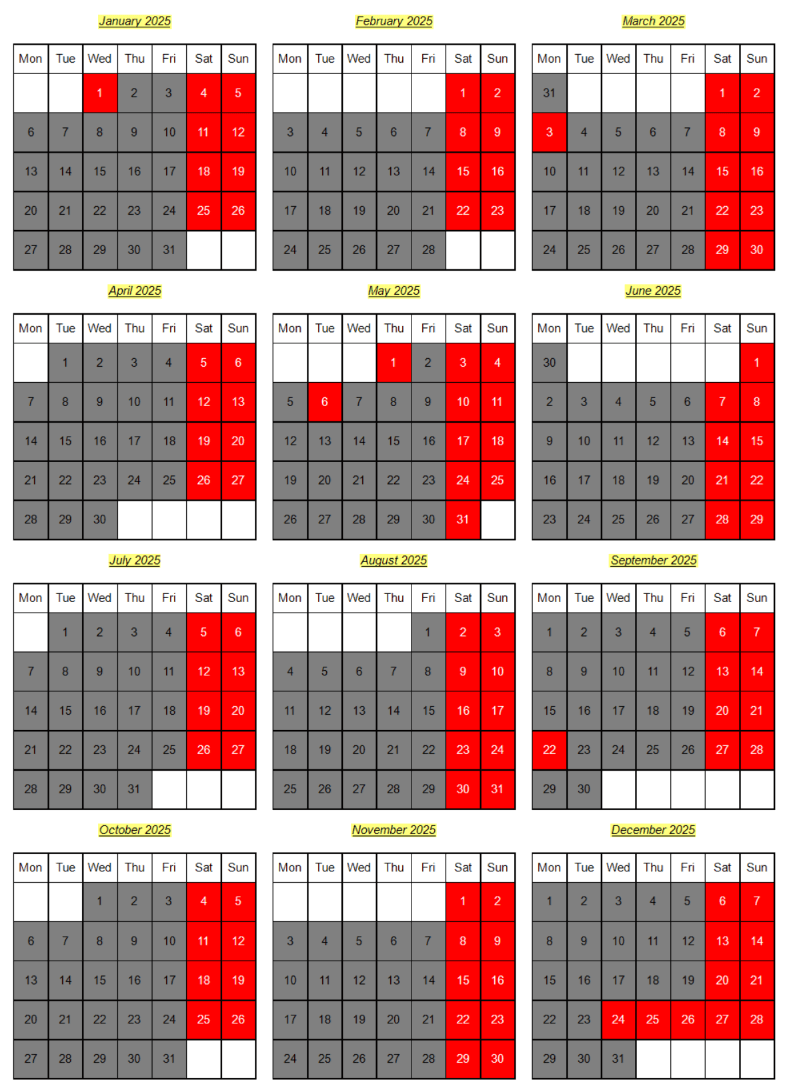 January 2025 February 2025 March 2025
Mon Tue Wed Thu Fri Sat Sun Mon Tue Wed Thu Fri Sat Sun Mon Tue Wed Thu Fri Sat Sun
1 2 3 4 5 1 2 31 1 2
6 7 8 9 10 11 12 3 4 5 6 7 8 9 3 4 5 6 7 8 9
13 14 15 16 17 18 19 10 11 12 13 14 15 16 10 11 12 13 14 15 16
20 21 22 23 24 25 26 17 18 19 20 21 22 23 17 18 19 20 21 22 23
27 28 29 30 31 24 25 26 27 28 24 25 26 27 28 29 30
April 2025 May 2025 June 2025
Mon Tue Wed Thu Fri Sat Sun Mon Tue Wed Thu Fri Sat Sun Mon Tue Wed Thu Fri Sat Sun
1 2 3 4 5 6 1 2 3 4 30 1
7 8 9 10 11 12 13 5 6 7 8 9 10 11 2 3 4 5 6 7 8
14 15 16 17 18 19 20 12 13 14 15 16 17 18 9 10 11 12 13 14 15
21 22 23 24 25 26 27 19 20 21 22 23 24 25 16 17 18 19 20 21 22
28 29 30 26 27 28 29 30 31 23 24 25 26 27 28 29
July 2025 August 2025 September 2025
Mon Tue Wed Thu Fri Sat Sun Mon Tue Wed Thu Fri Sat Sun Mon Tue Wed Thu Fri Sat Sun
1 2 3 4 5 6 1 2 3 1 2 3 4 5 6 7
7 8 9 10 11 12 13 4 5 6 7 8 9 10 8 9 10 11 12 13 14
14 15 16 17 18 19 20 11 12 13 14 15 16 17 15 16 17 18 19 20 21
21 22 23 24 25 26 27 18 19 20 21 22 23 24 22 23 24 25 26 27 28
28 29 30 31 25 26 27 28 29 30 31 29 30
October 2025 November 2025 December 2025
Mon Tue Wed Thu Fri Sat Sun Mon Tue Wed Thu Fri Sat Sun Mon Tue Wed Thu Fri Sat Sun
1 2 3 4 5 1 2 1 2 3 4 5 6 7
6 7 8 9 10 11 12 3 4 5 6 7 8 9 8 9 10 11 12 13 14
13 14 15 16 17 18 19 10 11 12 13 14 15 16 15 16 17 18 19 20 21
20 21 22 23 24 25 26 17 18 19 20 21 22 23 22 23 24 25 26 27 28
27 28 29 30 31 24 25 26 27 28 29 30 29 30 31